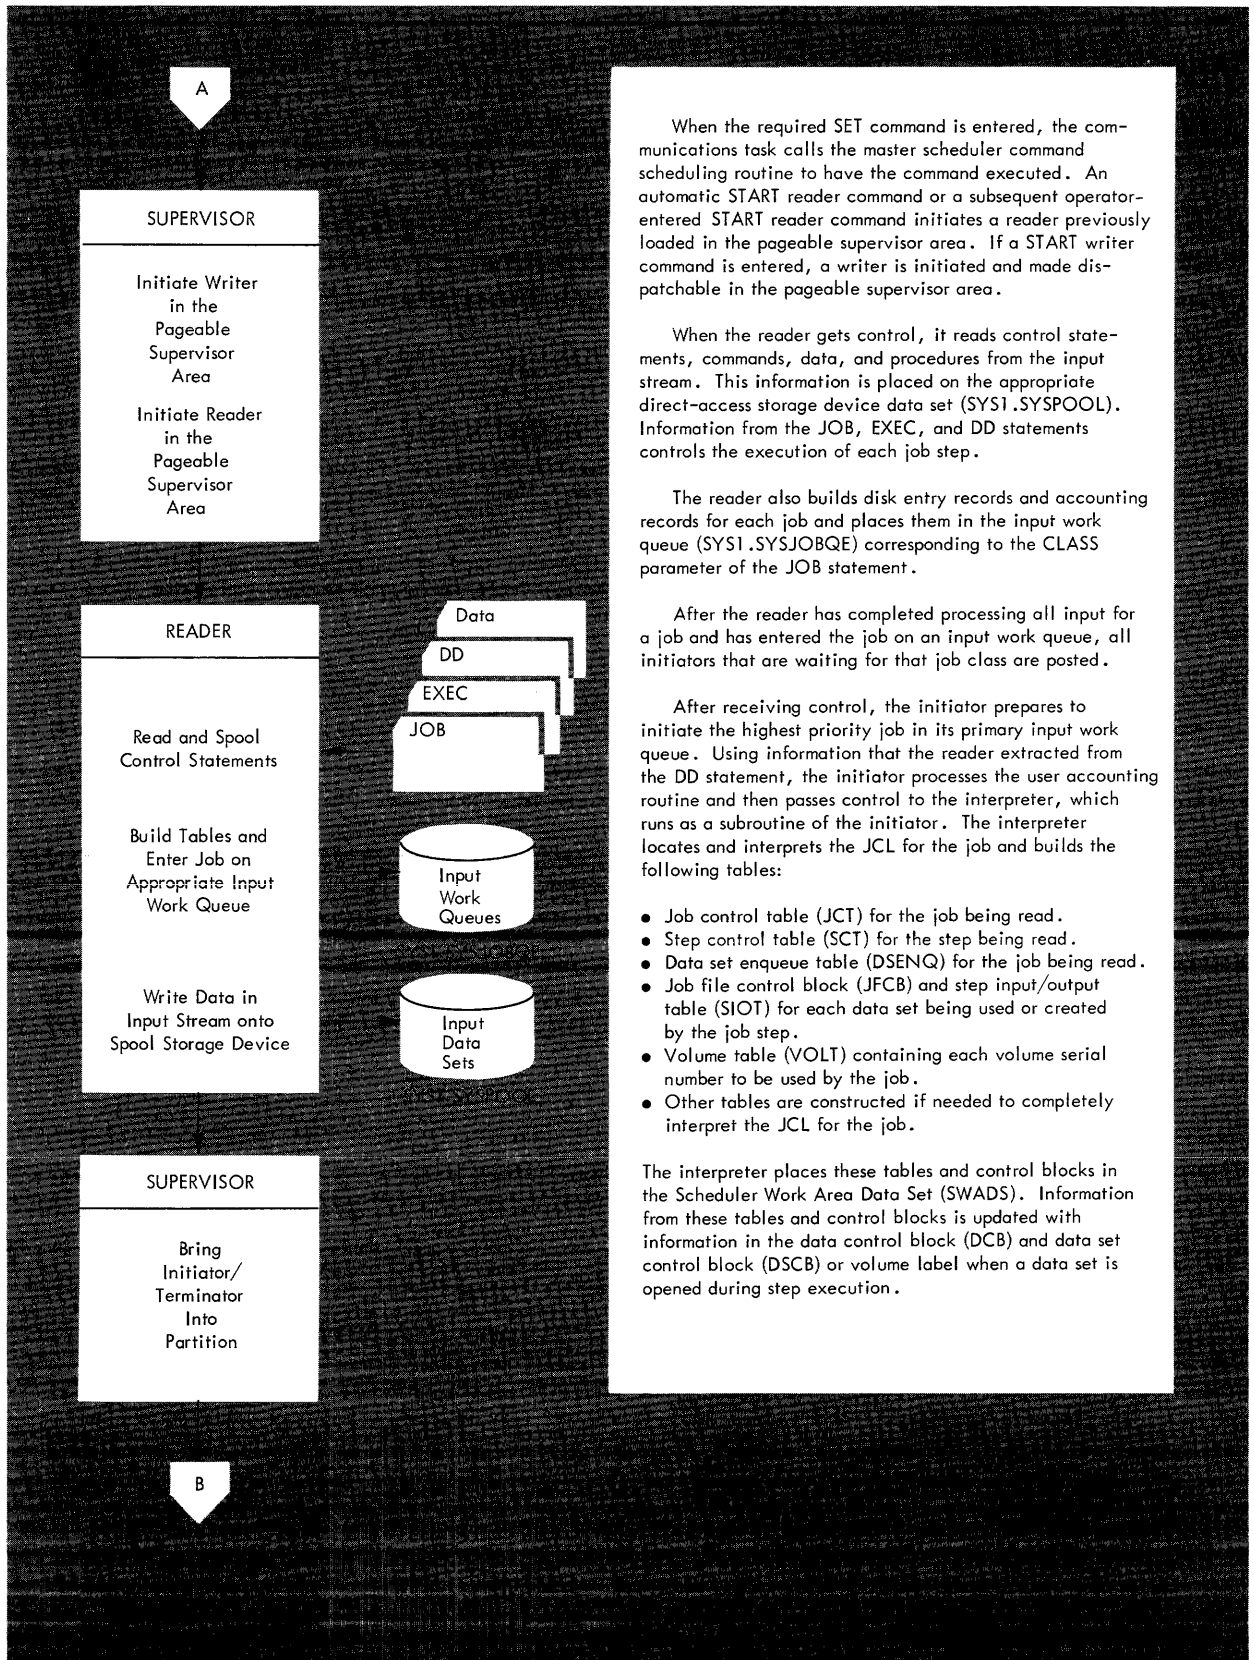 A
SUPERVISOR
Initiate Writer
in the
Pageable
Supervisor
Area
Initiate Reader
in the
Pageable
Supervisor
Area
READER
Read and Spool
Control Statements
Build Tables and
Enter Job on
Appropriate Input
Work Queue
Write Data in
Input Stream onto
Spool Storage Device
Data
DD
EXEC
JOB
Input
Work
Queues
Input
Data
Sets
SYS1.SYSPOOL
SUPERVISOR
Bring
Initiator/
Terminator
Into
Partition
B
When the required SET command is entered, the com-
munications task calls the master scheduler command
scheduling routine to have the command executed. An
automatic START reader command or a subsequent operator-
entered START reader command initiates a reader previously
loaded in the pageable supervisor area. If a START writer
command is entered, a writer is initiated and made dis-
patchable in the pageable supervisor area.
When the reader gets control, it reads control state-
ments, commands, data, and procedures from the input
stream. This information is placed on the appropriate
direct-access storage device data set (SYS1.SYSPOOL).
Information from the JOB, EXEC, and DD statements
controls the execution of each job step.
The reader also builds disk entry records and accounting
records for each job and places them in the input work
queue (SYS1.SYSJOBQE) corresponding to the CLASS
parameter of the JOB statement.
After the reader has completed processing all input for
a job and has entered the job on an input work queue, all
initiators that are waiting for that job class are posted.
After receiving control, the initiator prepares to
initiate the highest priority job in its primary input work
queue. Using information that the reader extracted from
the DD statement, the initiator processes the user accounting
routine and then passes control to the interpreter, which
runs as a subroutine of the initiator. The interpreter
locates and interprets the JCL for the job and builds the
following tables:
● Job control table (JCT) for the job being read.
● Step control table (SCT) for the step being read.
● Data set enqueue table (DSENQ) for the job being read.
● Job file control block (JFCB) and step input/output
table (SIOT) for each data set being used or created
by the job step.
● Volume table (VOLT) containing each volume serial
number to be used by the job.
● Other tables are constructed if needed to completely
interpret the JCL for the job.
The interpreter places these tables and control blocks in
the Scheduler Work Area Data Set (SWADS). Information
from these tables and control blocks is updated with
information in the data control block (DCB) and data set
control block (DSCB) or volume label when a data set is
opened during step execution.